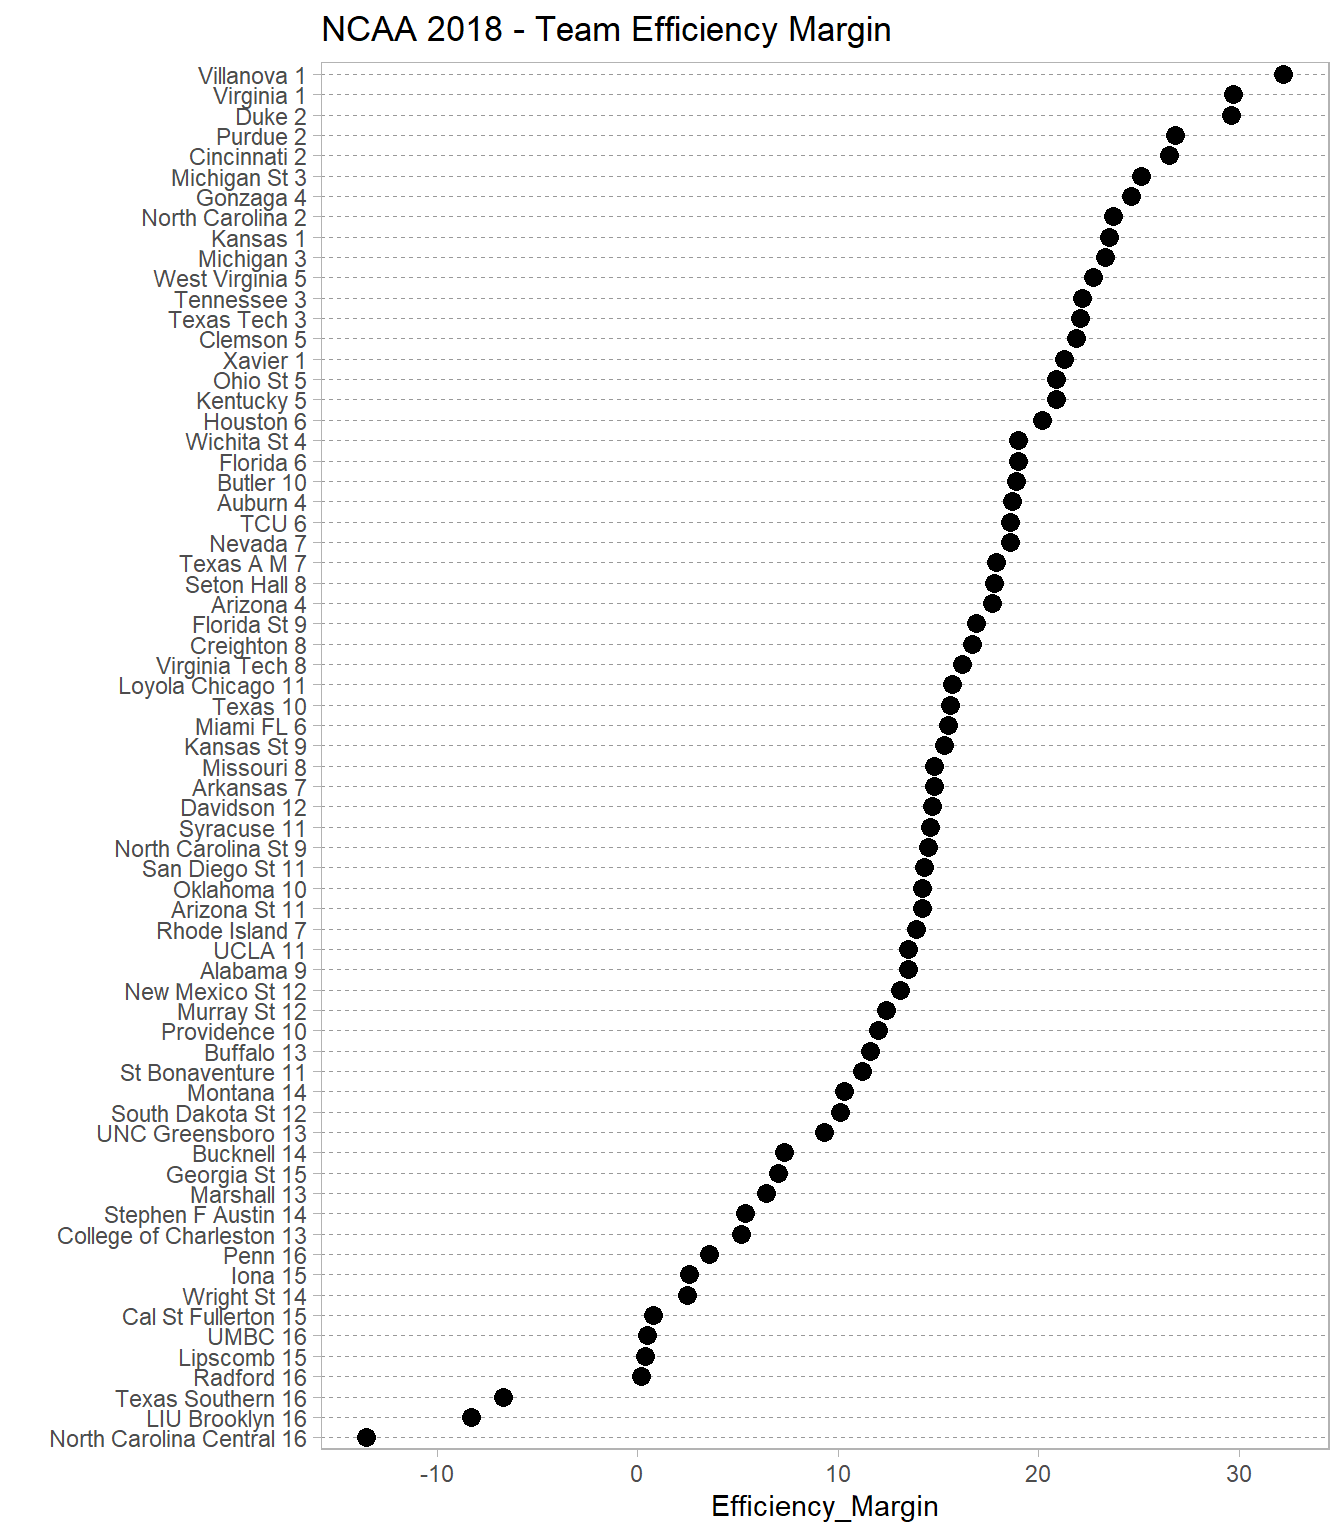 NCAA 2018 - Team Efficiency Margin
Villanova 1
Virginia 1
Duke 2
Purdue 2
Cincinnati 2
Michigan St 3
Gonzaga 4
North Carolina 2
Kansas 1
Michigan 3
West Virginia 5
Tennessee 3
Texas Tech 3
Clemson 5
Xavier 1
Ohio St 5
Kentucky 5
Houston 6
Wichita St 4
Florida 6
Butler 10
Auburn 4
TCU 6
Nevada 7
Texas A M 7
Seton Hall 8
Arizona 4
Florida St 9
Creighton 8
Virginia Tech 8
Loyola Chicago 11
Texas 10
Miami FL 6
Kansas St 9
Missouri 8
Arkansas 7
Davidson 12
Syracuse 11
North Carolina St 9
San Diego St 11
Oklahoma 10
Arizona St 11
Rhode Island 7
UCLA 11
Alabama 9
New Mexico St 12
Murray St 12
Providence 10
Buffalo 13
St Bonaventure 11
Montana 14
South Dakota St 12
UNC Greensboro 13
Bucknell 14
Georgia St 15
Marshall 13
Stephen F Austin 14
College of Charleston 13
Penn 16
Iona 15
Wright St 14
Cal St Fullerton 15
UMBC 16
Lipscomb 15
Radford 16
Texas Southern 16
LIU Brooklyn 16
North Carolina Central 16
-10 0 10 20 30
Efficiency_Margin